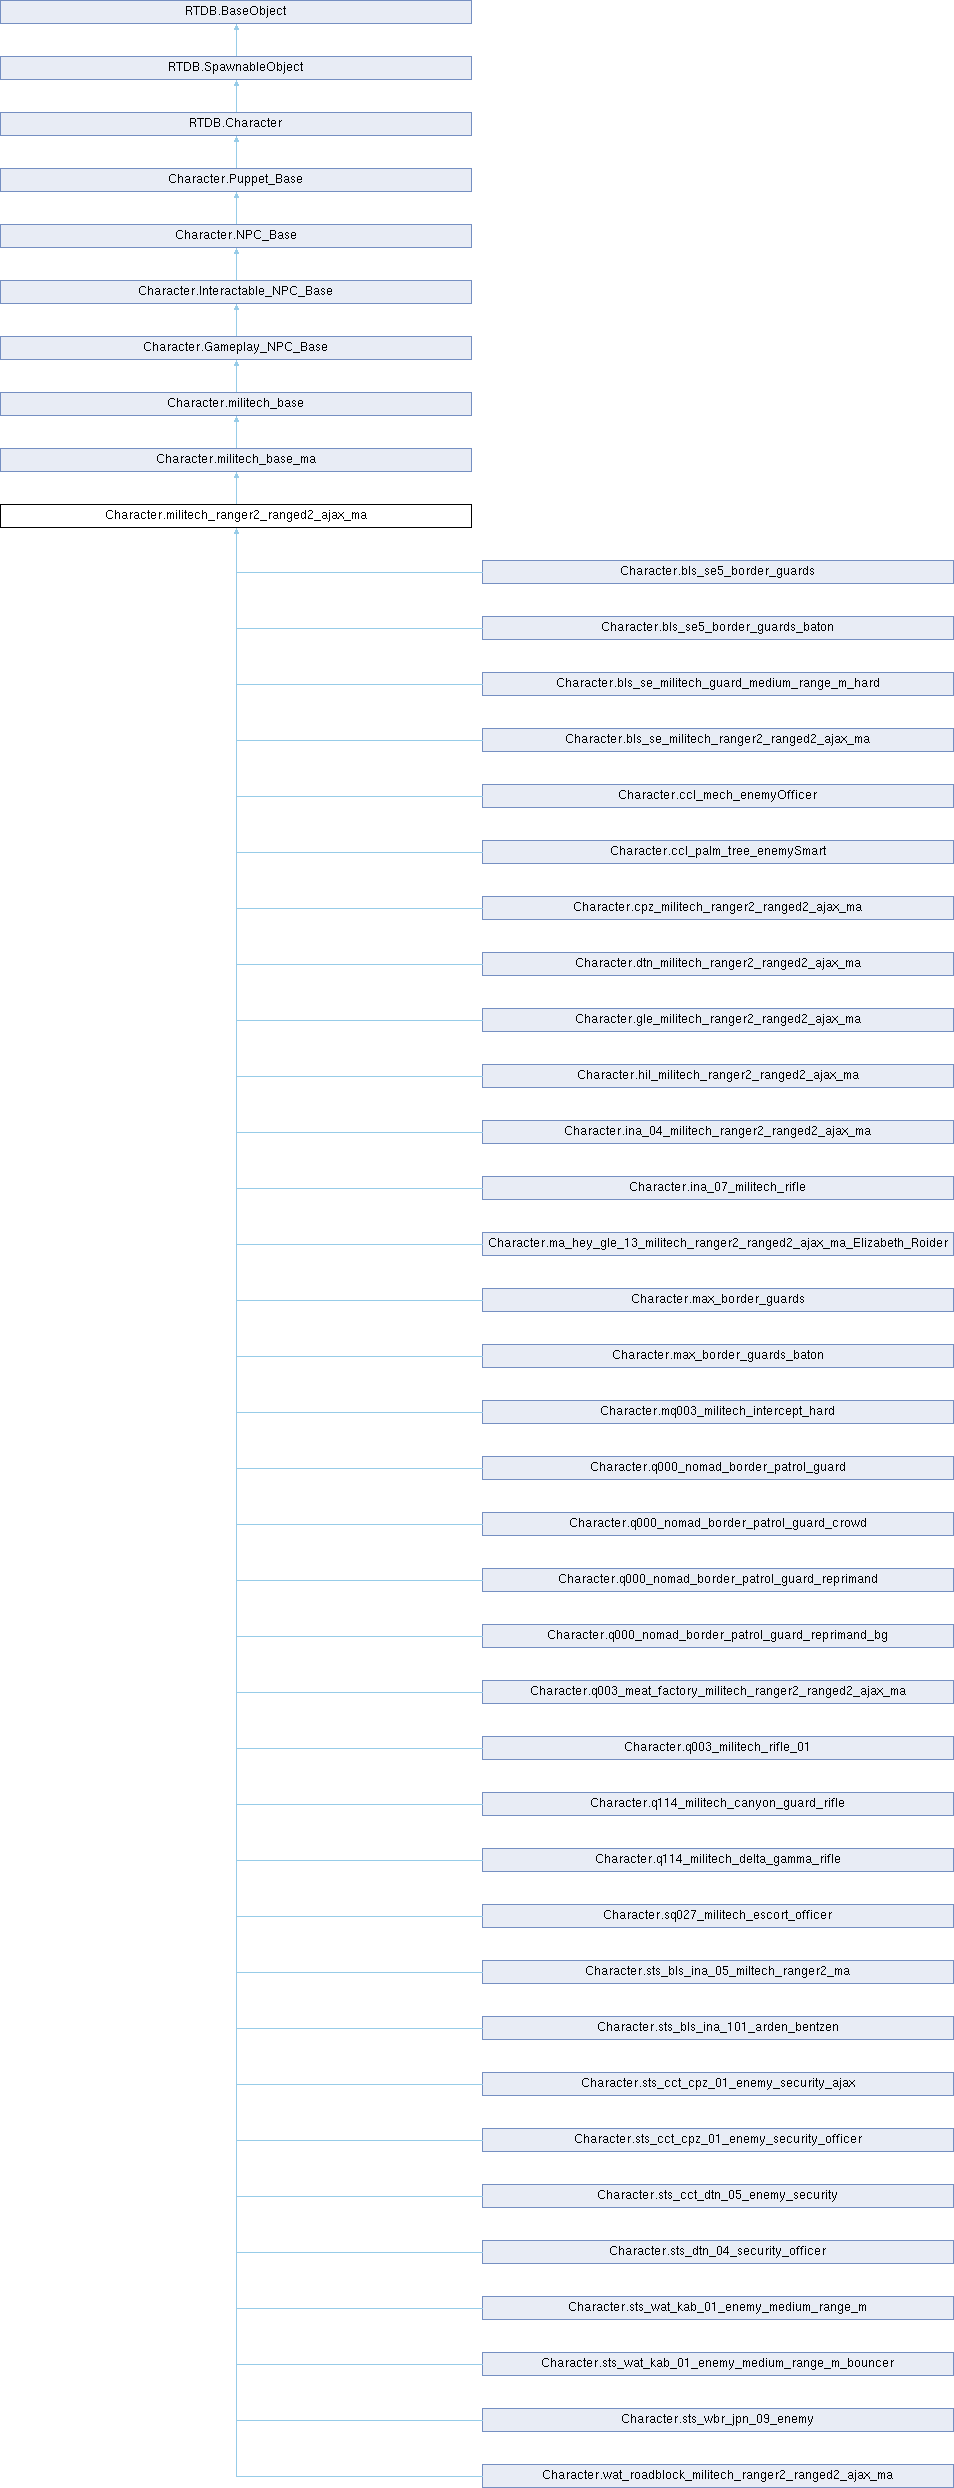 RTDB.BaseObject
RTDB.SpawnableObject
RTDB.Character
Character.Puppet_Base
Character.NPC_Base
Character.Interactable_NPC_Base
Character.Gameplay_NPC_Base
Character.militech_base
Character.militech_base_ma
Character.militech_ranger2_ranged2_ajax_ma
Character.bls_se5_border_guards
Character.bls_se5_border_guards_baton
Character.bls_se_militech_guard_medium_range_m_hard
Character.bls_se_militech_ranger2_ranged2_ajax_ma
Character.ccl_mech_enemyOfficer
Character.ccl_palm_tree_enemySmart
Character.cpz_militech_ranger2_ranged2_ajax_ma
Character.dtn_militech_ranger2_ranged2_ajax_ma
Character.gle_militech_ranger2_ranged2_ajax_ma
Character.hil_militech_ranger2_ranged2_ajax_ma
Character.ina_04_militech_ranger2_ranged2_ajax_ma
Character.ina_07_militech_rifle
Character.ma_hey_gle_13_militech_ranger2_ranged2_ajax_ma_Elizabeth_Roider
Character.max_border_guards
Character.max_border_guards_baton
Character.mq003_militech_intercept_hard
Character.q000_nomad_border_patrol_guard
Character.q000_nomad_border_patrol_guard_crowd
Character.q000_nomad_border_patrol_guard_reprimand
Character.q000_nomad_border_patrol_guard_reprimand_bg
Character.q003_meat_factory_militech_ranger2_ranged2_ajax_ma
Character.q003_militech_rifle_01
Character.q114_militech_canyon_guard_rifle
Character.q114_militech_delta_gamma_rifle
Character.sq027_militech_escort_officer
Character.sts_bls_ina_05_miltech_ranger2_ma
Character.sts_bls_ina_101_arden_bentzen
Character.sts_cct_cpz_01_enemy_security_ajax
Character.sts_cct_cpz_01_enemy_security_officer
Character.sts_cct_dtn_05_enemy_security
Character.sts_dtn_04_security_officer
Character.sts_wat_kab_01_enemy_medium_range_m
Character.sts_wat_kab_01_enemy_medium_range_m_bouncer
Character.sts_wbr_jpn_09_enemy
Character.wat_roadblock_militech_ranger2_ranged2_ajax_ma